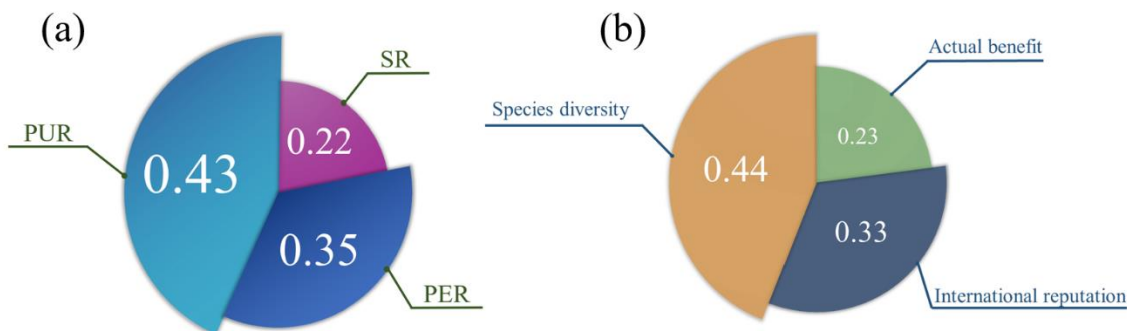 (a)
SR
PUR
0.22
0.43
0.35
PER
(b)
Actual benefit
Species diversity
0.23
0.44
0.33
International reputation